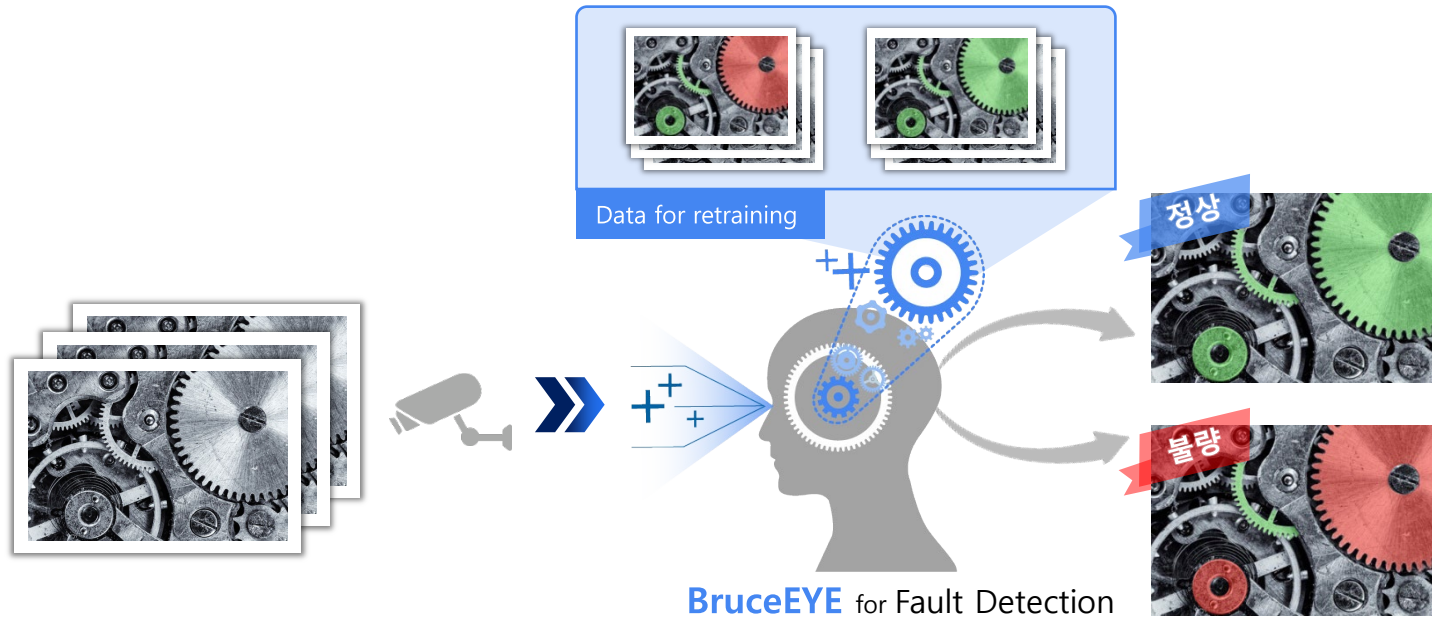 Data for retraining
정상
불량
BruceEYE for Fault Detection